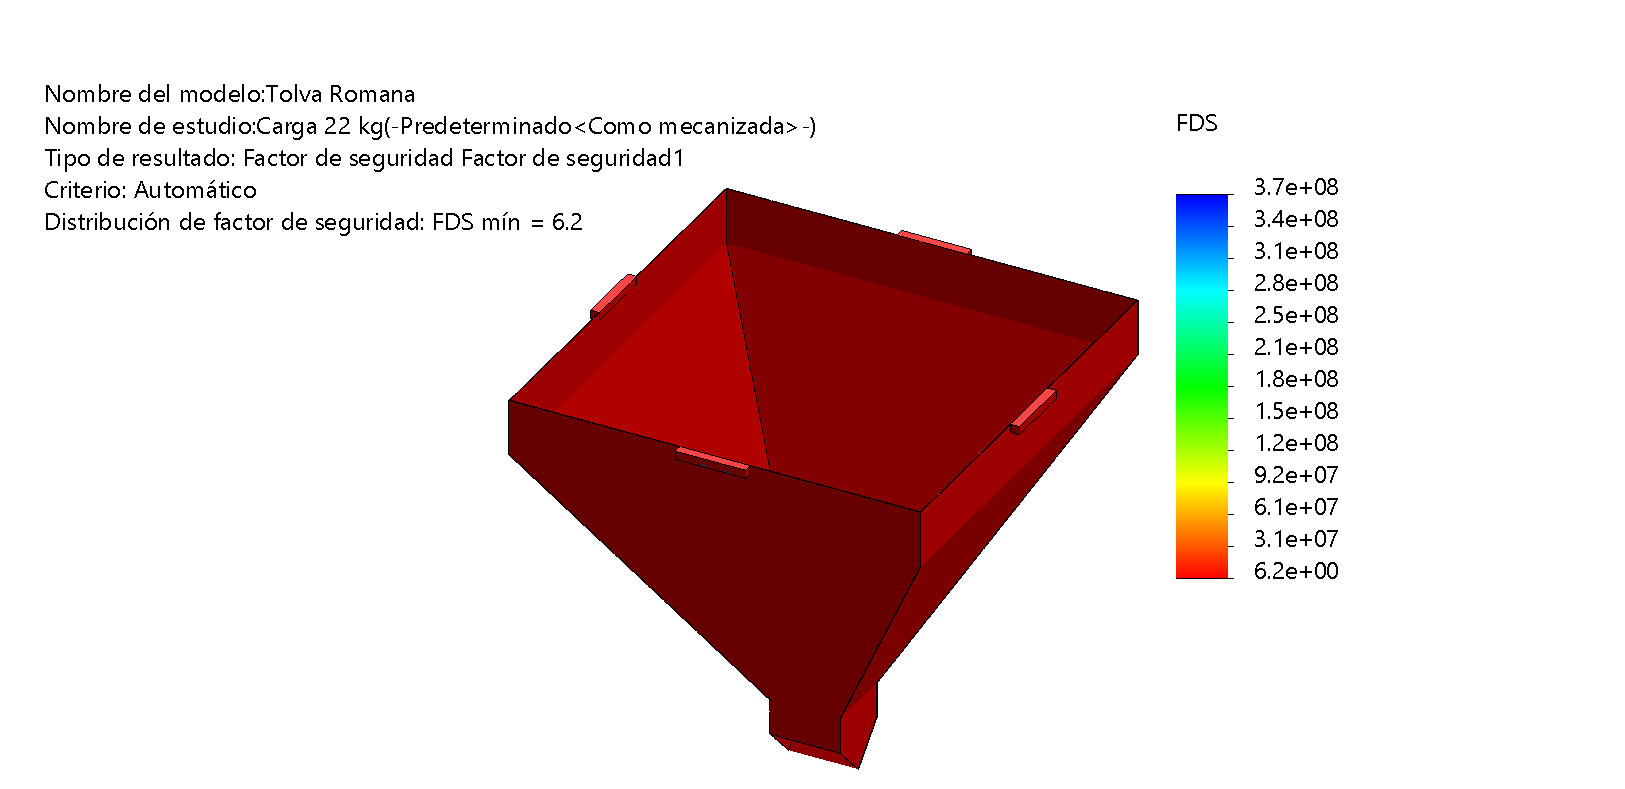 Nombre del modelo:Tolva Romana
Nombre de estudio:Carga 22 kg(-Predeterminado<Como mecanizada>-)
Tipo de resultado: Factor de seguridad Factor de seguridad1
Criterio: Automático
Distribución de factor de seguridad: FDS mín = 6.2
FDS
3.7e+08
3.4e+08
3.1e+08
2.8e+08
2.5e+08
2.1e+08
1.8e+08
1.5e+08
1.2e+08
9.2e+07
6.1e+07
3.1e+07
6.2e+00